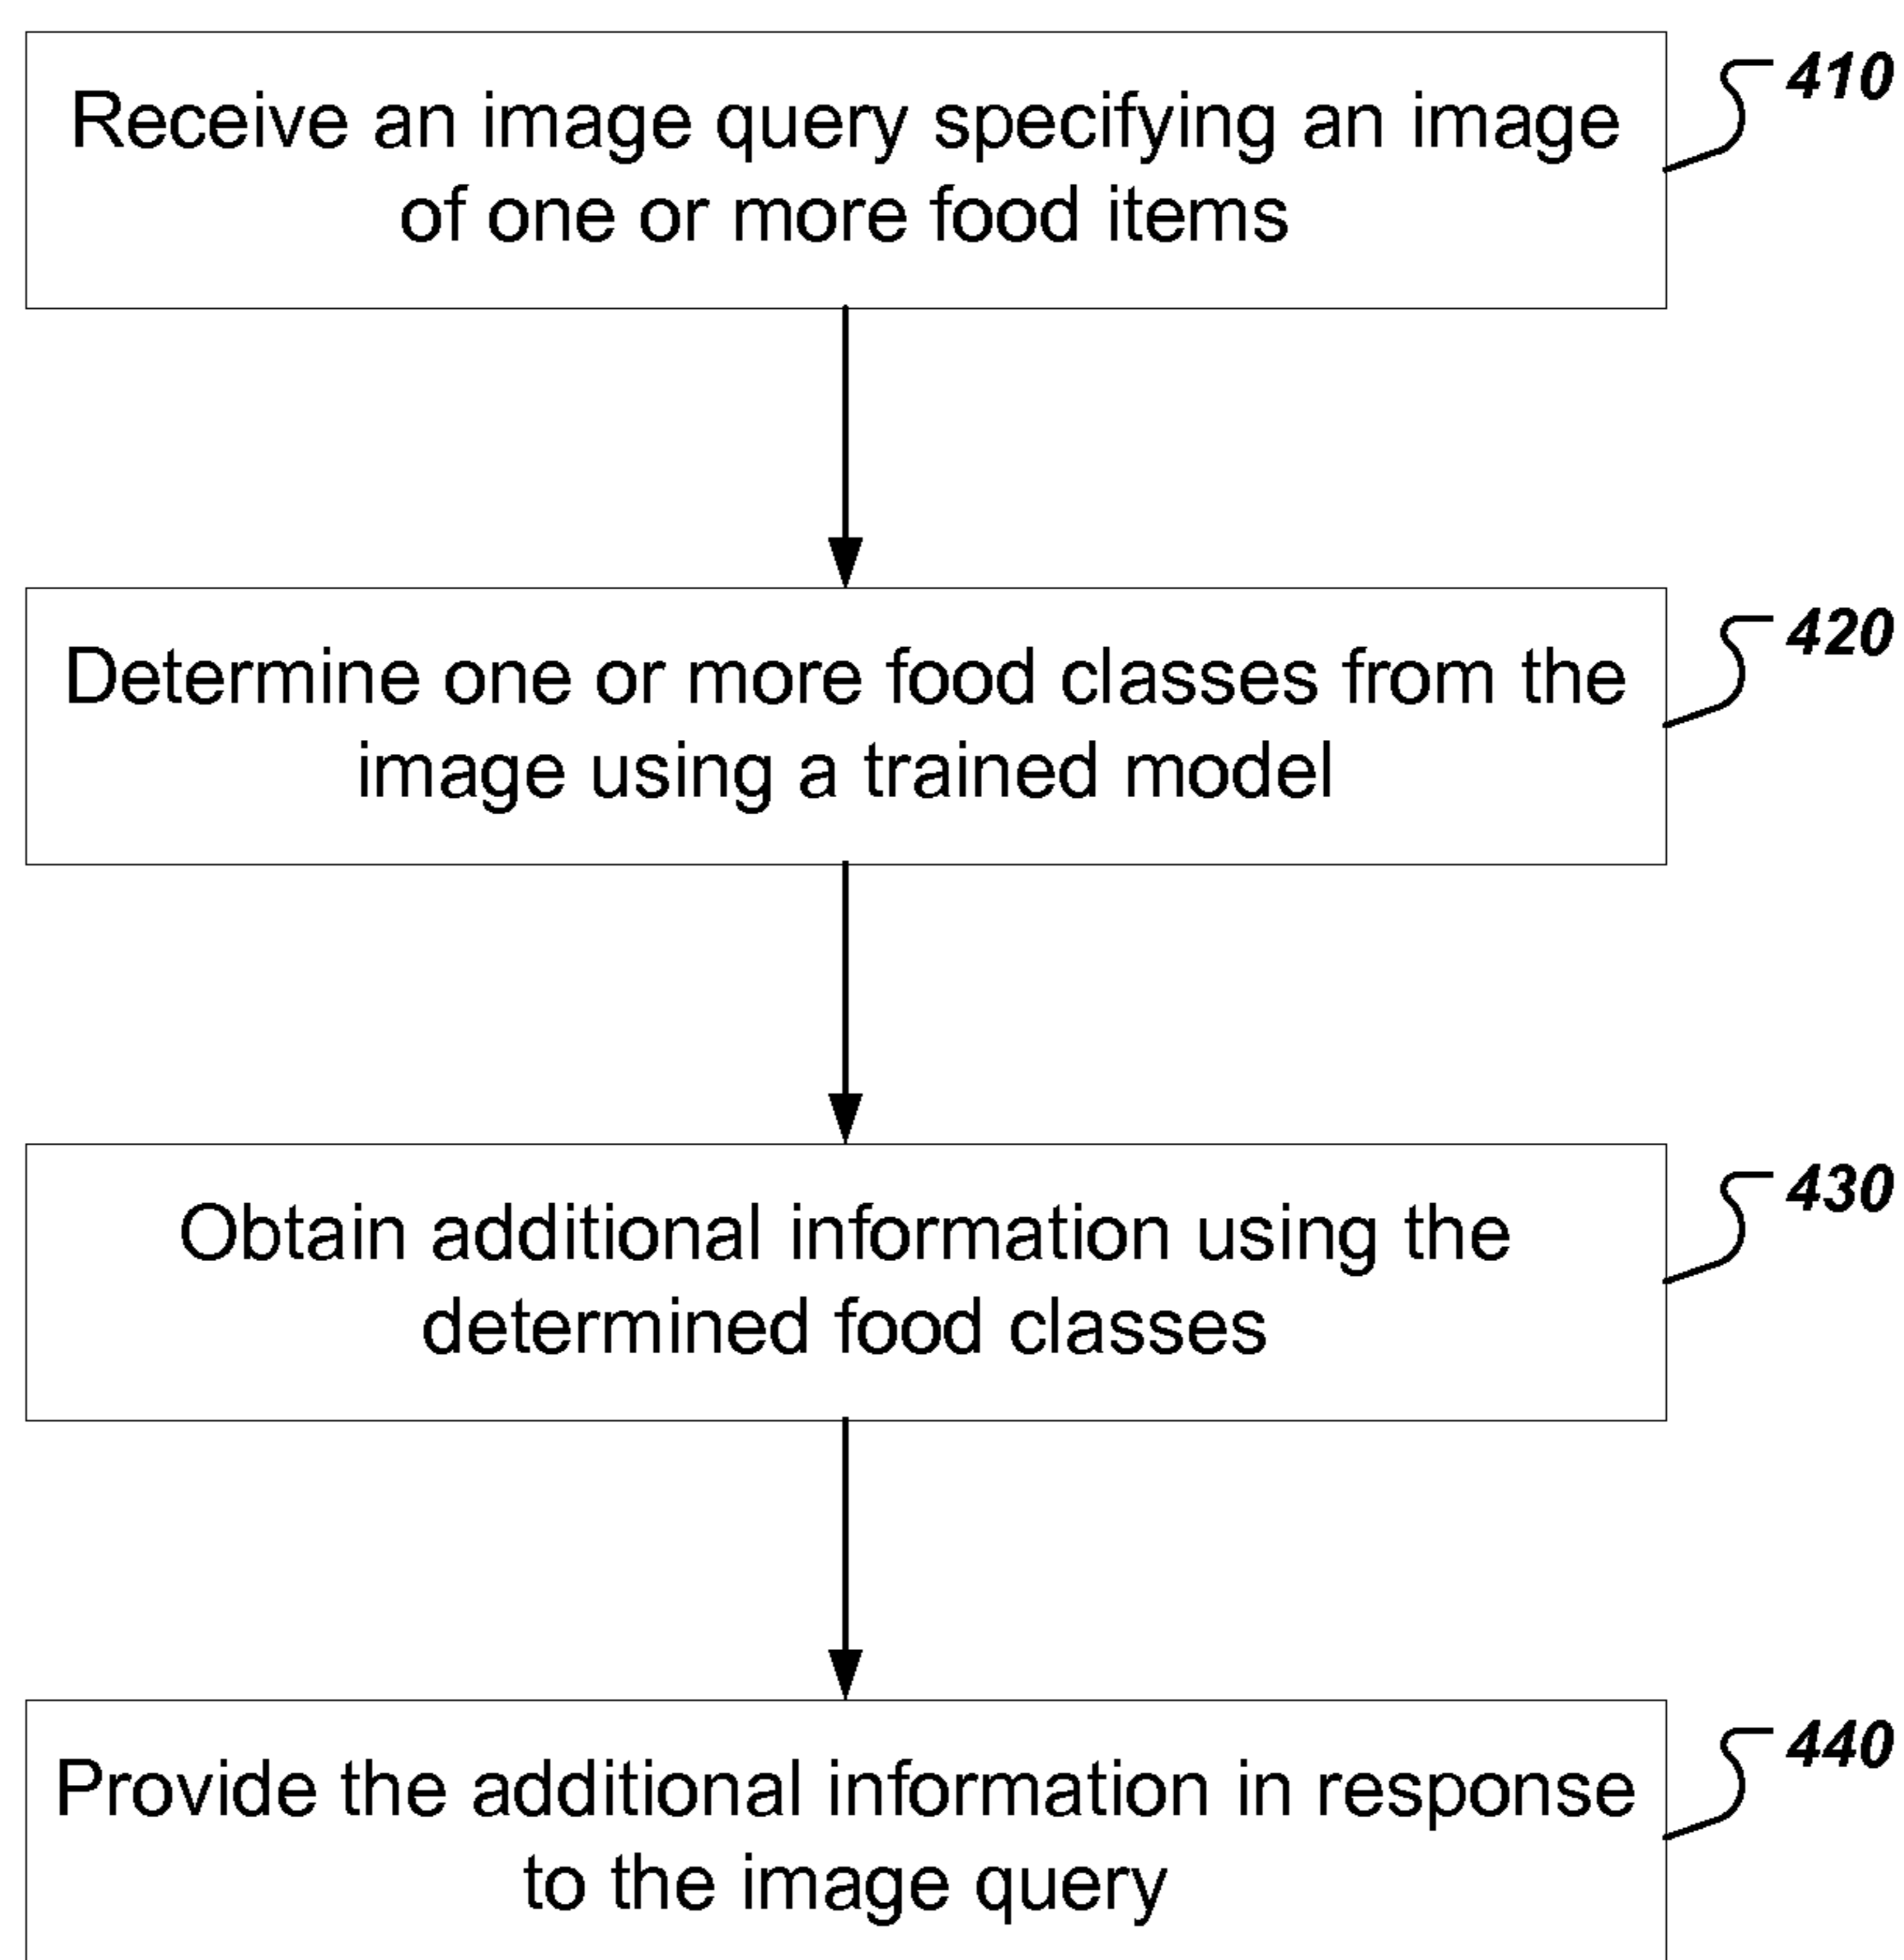 Receive an image query specifying an image
of one or more food items
410
Determine one or more food classes from the
image using a trained model
420
Obtain additional information using the
determined food classes
430
Provide the additional information in response
to the image query
440